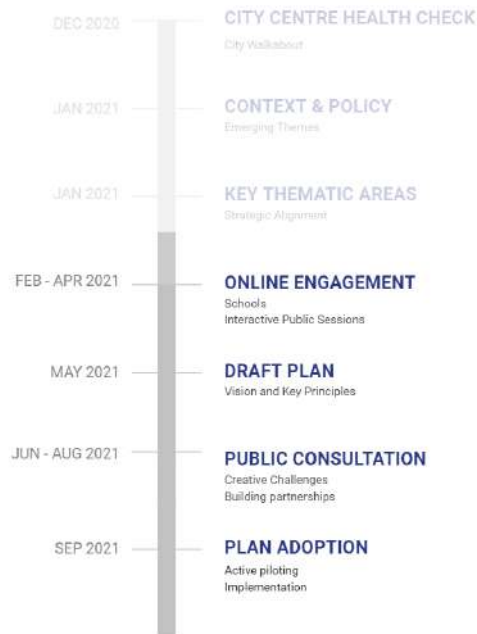 DEC 2020
CITY CENTRE HEALTH CHECK
City Walkabout
JAN 2021
CONTEXT & POLICY
Emerging Themes
JAN 2021
KEY THEMATIC AREAS
Strategic Alignment
FEB - APR 2021
ONLINE ENGAGEMENT
Schools
Interactive Public Sessions
MAY 2021
DRAFT PLAN
Vision and Key Principles
JUN - AUG 2021
PUBLIC CONSULTATION
Creative Challenges
Building partnerships
SEP 2021
PLAN ADOPTION
Active piloting
Implementation